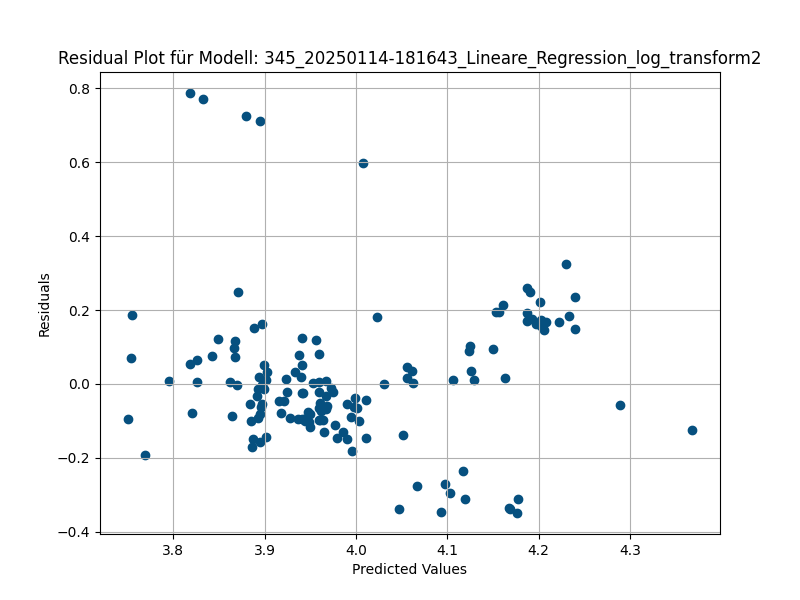 Residual Plot für Modell: 345_20250114-181643_Lineare_Regression_log_transform2
0.8
0.6
0.4
0.2
0.0
−0.2
−0.4
Residuals
3.8 3.9 4.0 4.1 4.2 4.3
Predicted Values